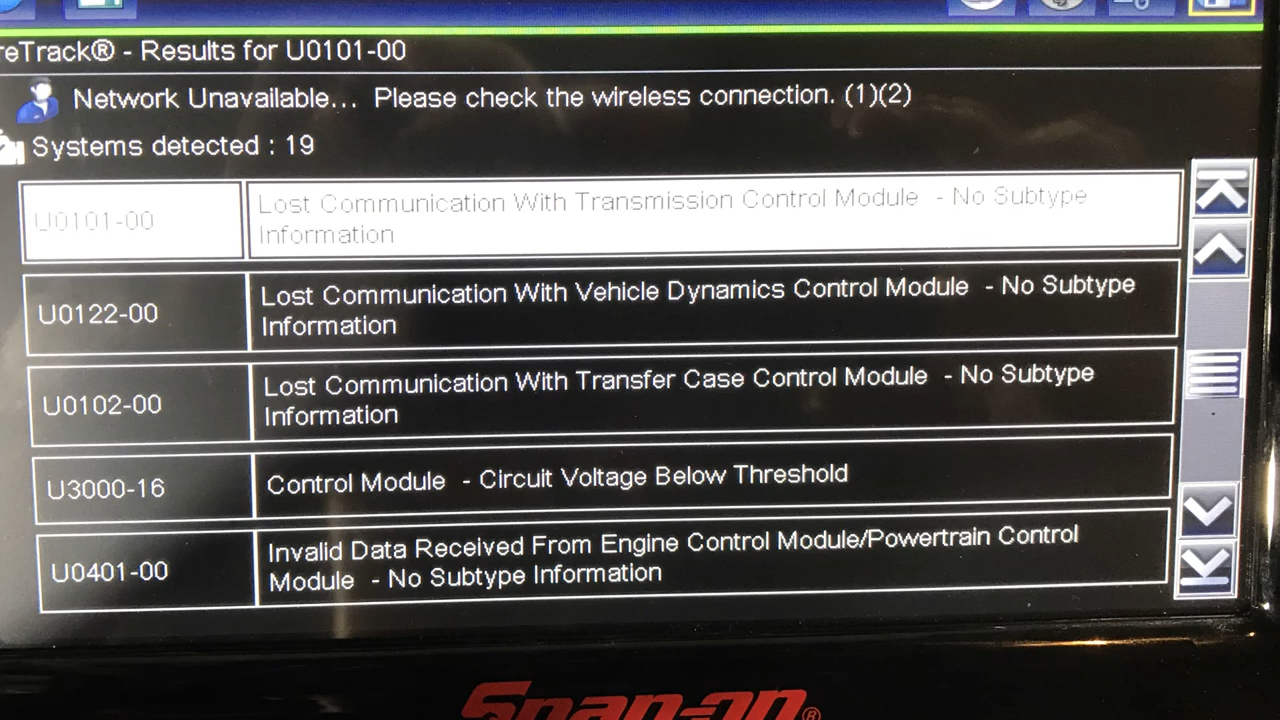 reTrack® - Results for U0101-00
Network Unavailable... Please check the wireless connection. (1)(2)
Systems detected : 19
U0101-00
Lost Communication With Transmission Control Module - No Subtype
Information
U0122-00
Lost Communication With Vehicle Dynamics Control Module - No Subtype
Information
U0102-00
Lost Communication With Transfer Case Control Module - No Subtype
Information
U3000-16
Control Module - Circuit Voltage Below Threshold
U0401-00
Invalid Data Received From Engine Control Module/Powertrain Control
Module - No Subtype Information
Snap-on®